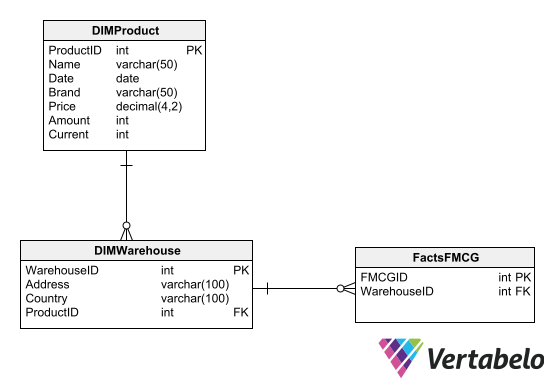 DIMProduct
ProductID int PK
Name varchar(50)
Date date
Brand varchar(50)
Price decimal(4,2)
Amount int
Current int
DIMWarehouse
WarehouseID int PK
Address varchar(100)
Country varchar(100)
ProductID int FK
FactsFMCG
FMCGID int PK
WarehouseID int FK
Vertabelo